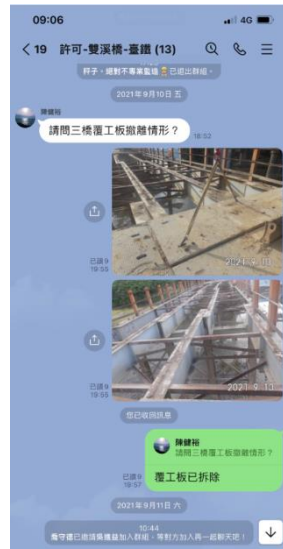 09:06
4G
19 許可-雙溪橋-臺鐵 (13)
已退出群組。
2021年9月10日 五
陳健裕
請問三橋覆工板撤離情形？
18:52
已讀 9
19:55
2021 9 10
已讀 9
19:55
2021 9 10
您已收回訊息
陳健裕
請問三橋覆工板撤離情形？
覆工板已拆除
已讀 9
19:57
2021年9月11日 六
10:44